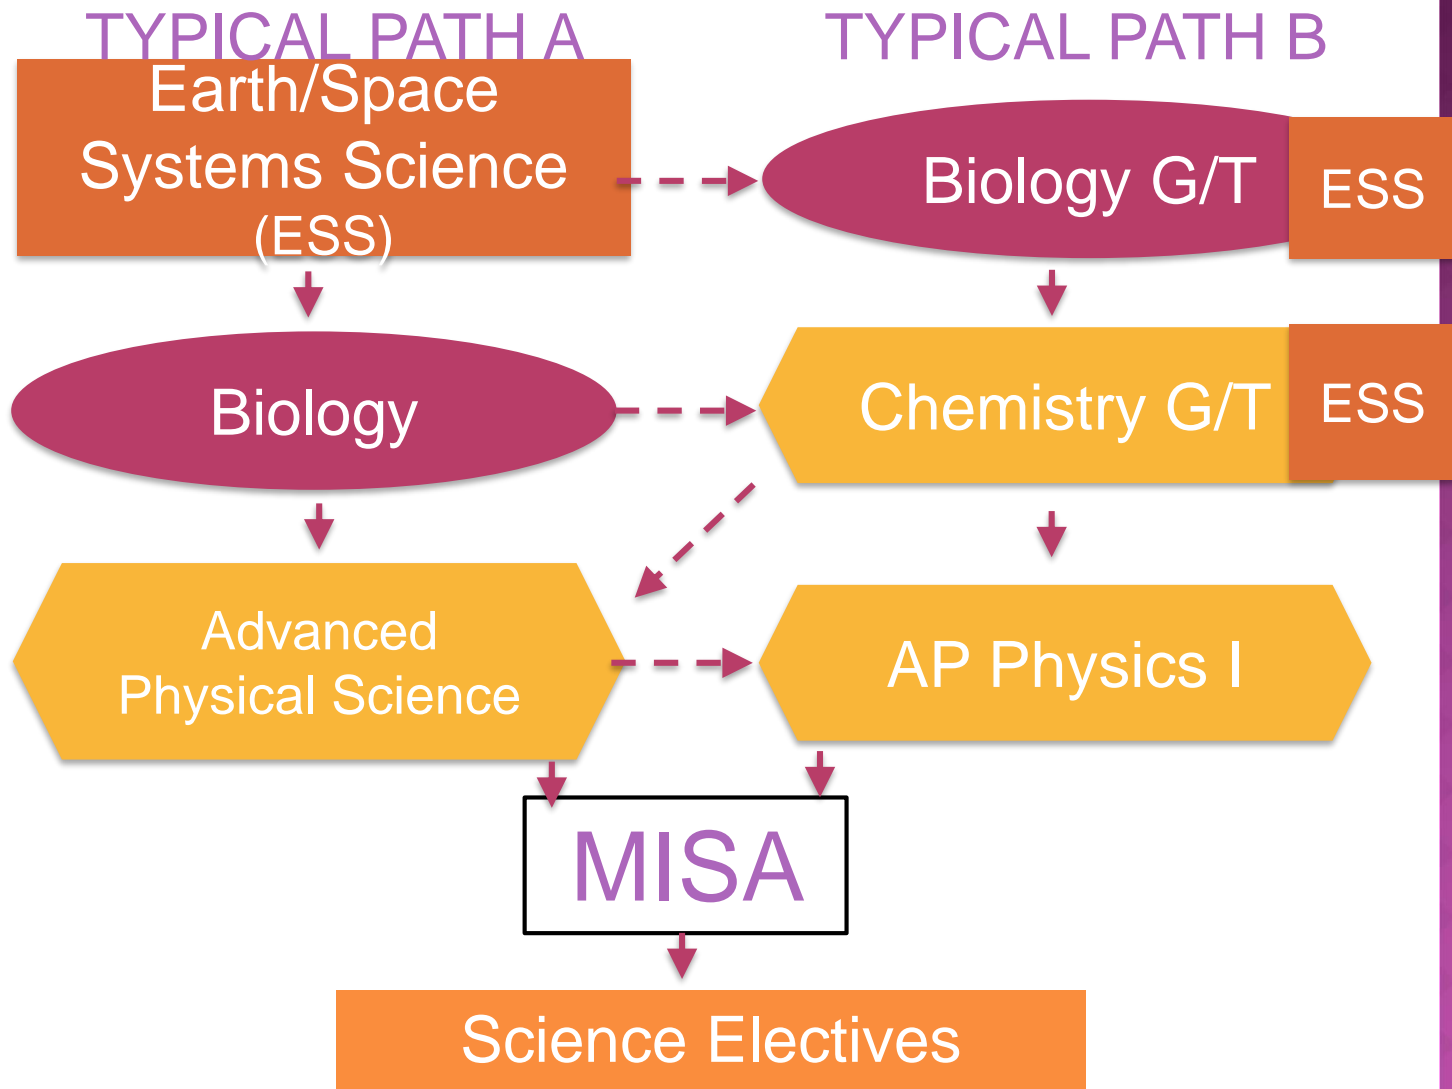 TYPICAL PATH A
TYPICAL PATH B
Earth/Space
Systems Science
(ESS)
Biology G/T
ESS
Biology
Chemistry G/T
ESS
Advanced
Physical Science
AP Physics I
MISA
Science Electives